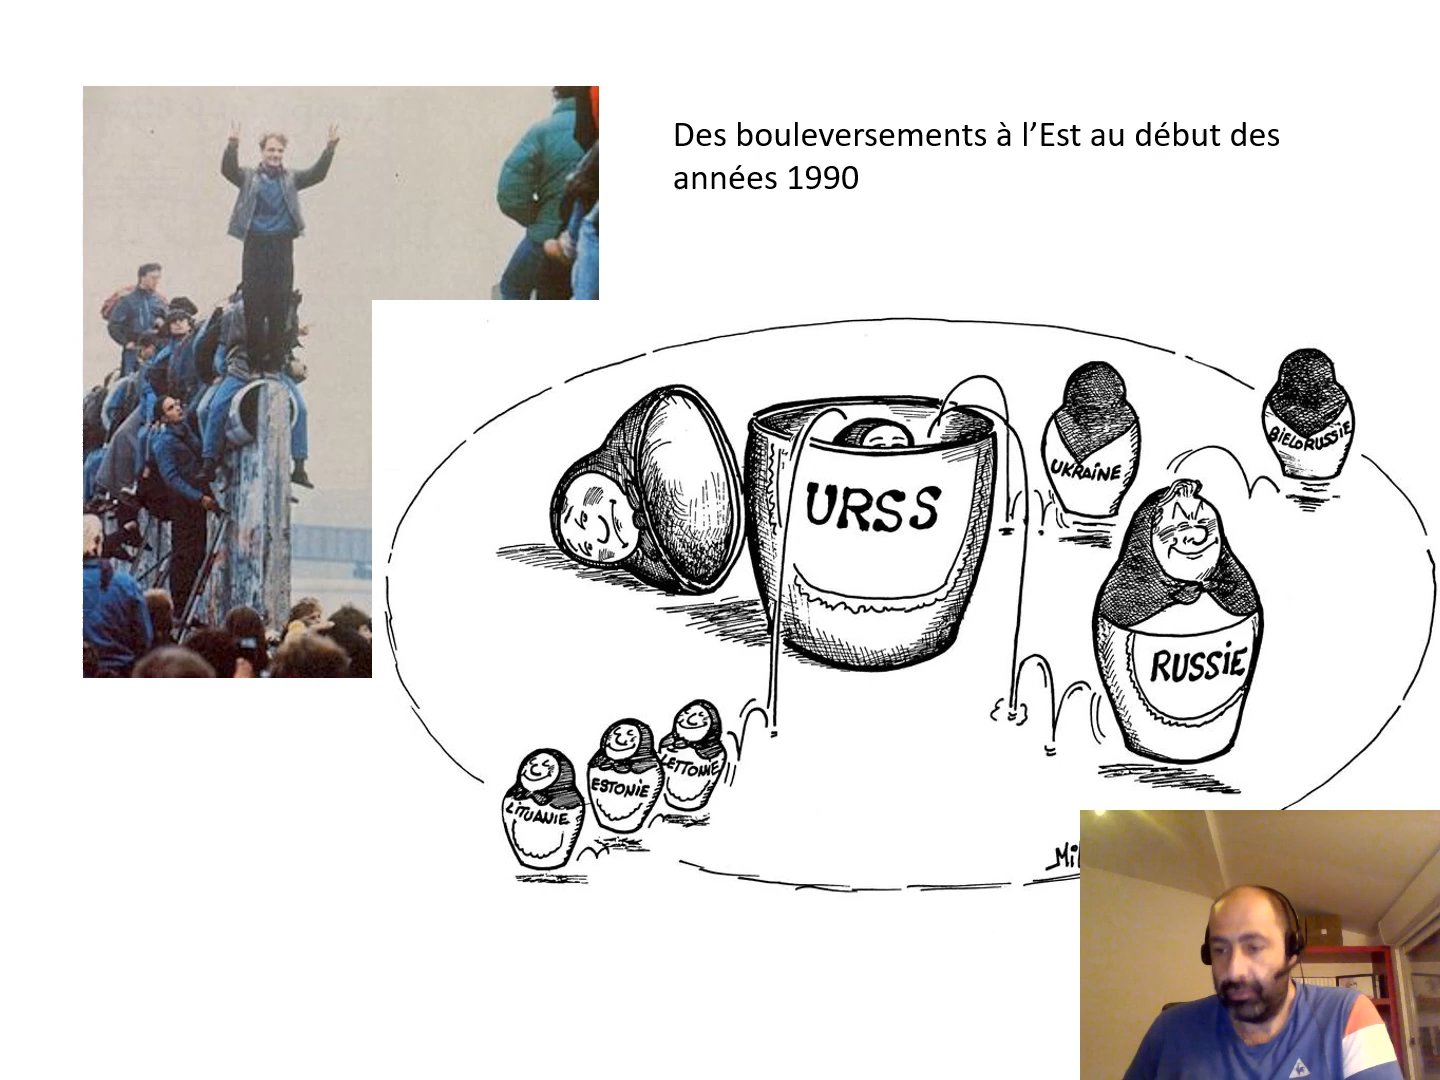 Des bouleversements à l’Est au début des
années 1990
URSS
UKRAINE
BIELORUSSIE
RUSSIE
LETTONIE
ESTONIE
LITUANIE